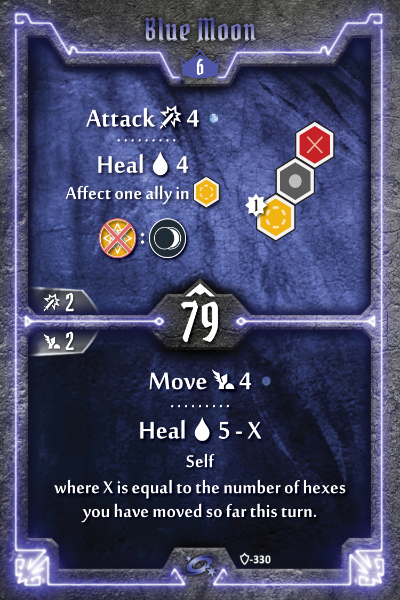 Blue Moon
6
Attack 4
Heal 4
Affect one ally in
1
:
2
79
2
Move 4
Heal 5 - X
Self
where X is equal to the number of hexes
you have moved so far this turn.
-330